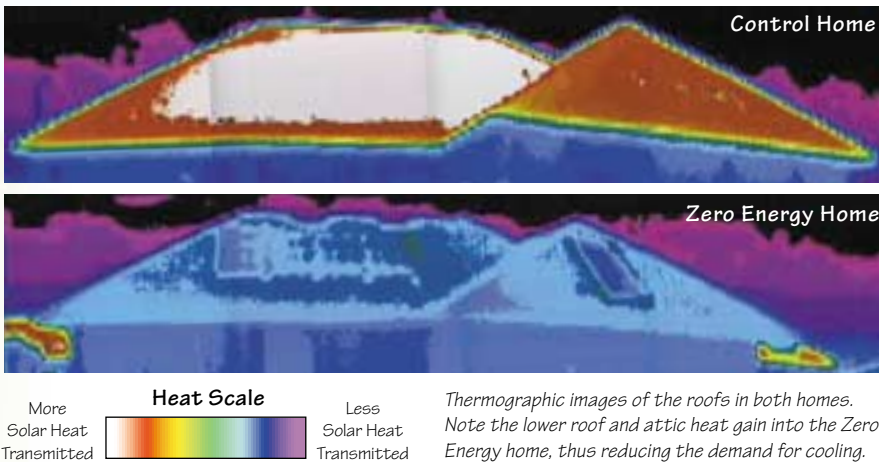 Control Home
Zero Energy Home
Heat Scale
More
Solar Heat
Transmitted
Less
Solar Heat
Transmitted
Thermographic images of the roofs in both homes.
Note the lower roof and attic heat gain into the Zero
Energy home, thus reducing the demand for cooling.